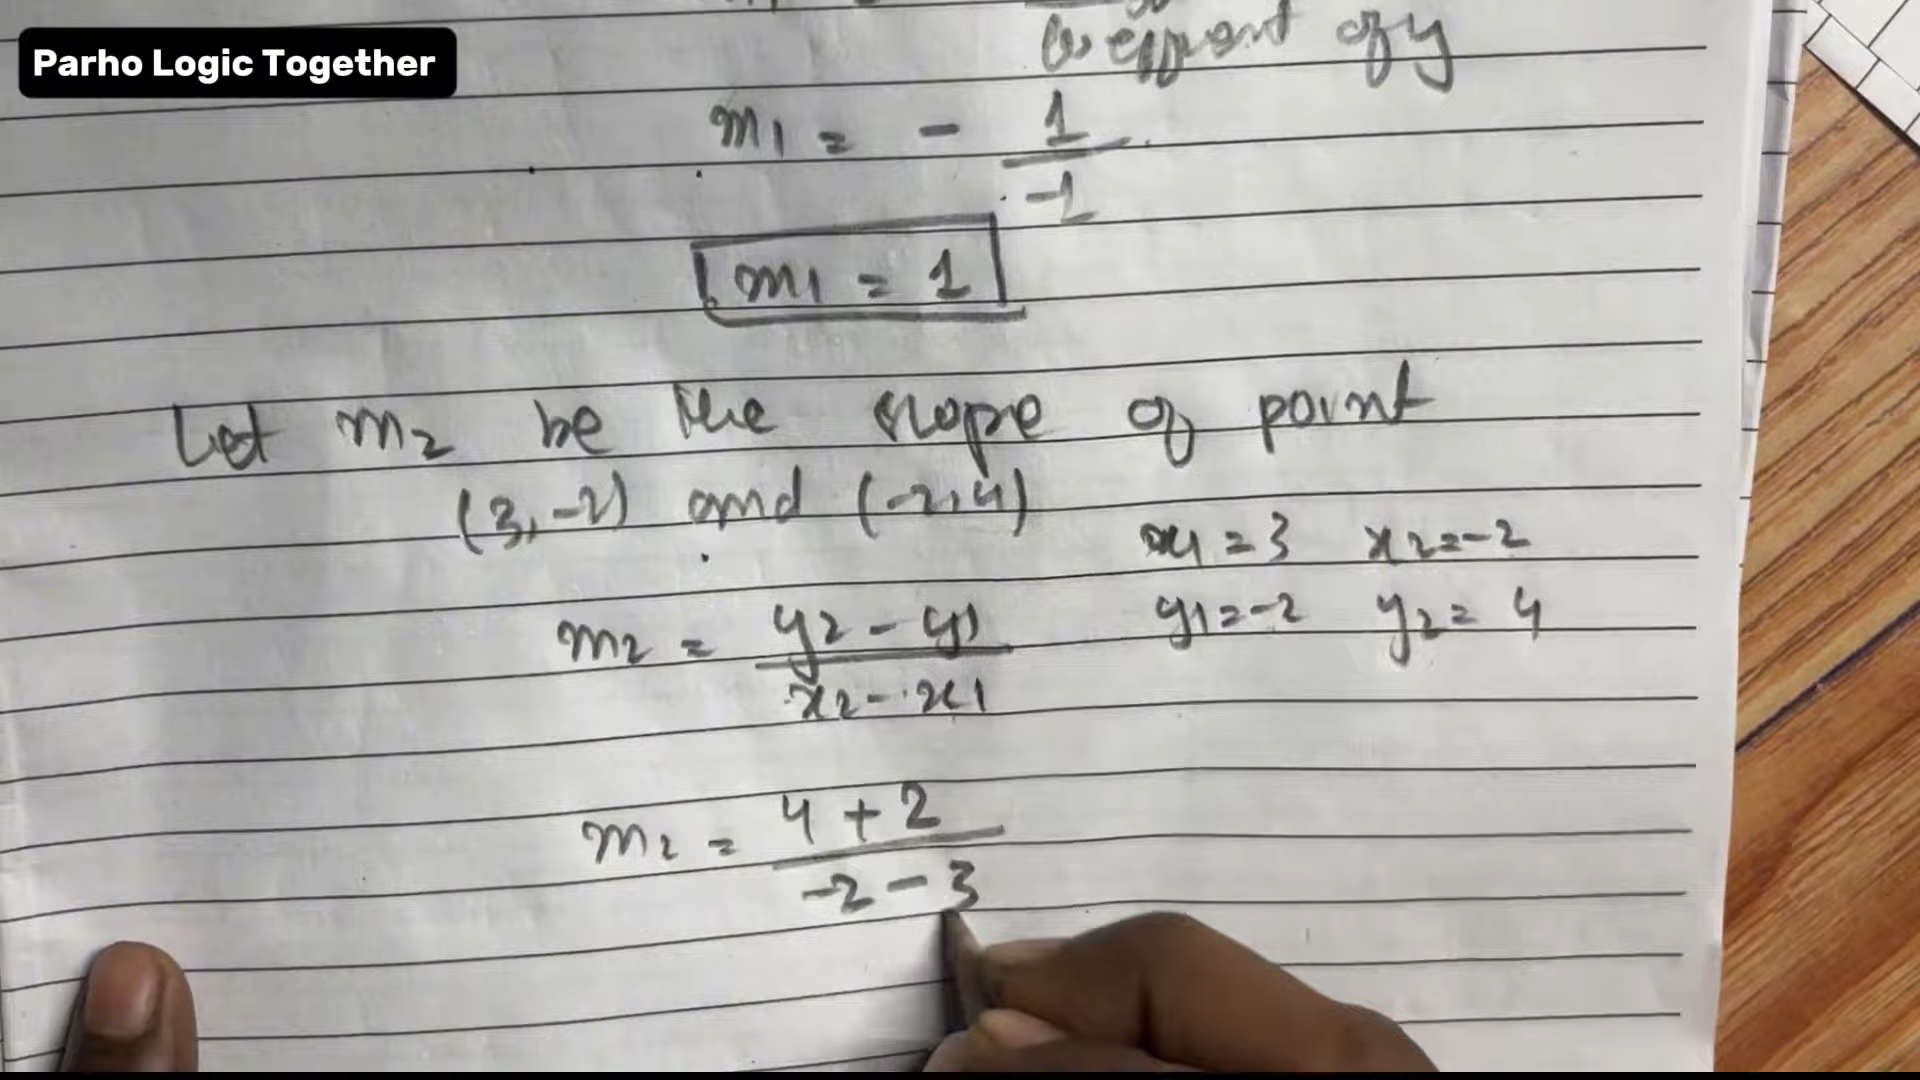 Parho Logic Together
of y
m1 = - 1/-1
m1 = 1
Let m2 be the slope of point
(3,-2) and (-2,4)
x1 = 3 x2 = -2
y1 = -2 y2 = 4
m2 = y2 - y1 / x2 - x1
m2 = 4 + 2 / -2 - 3